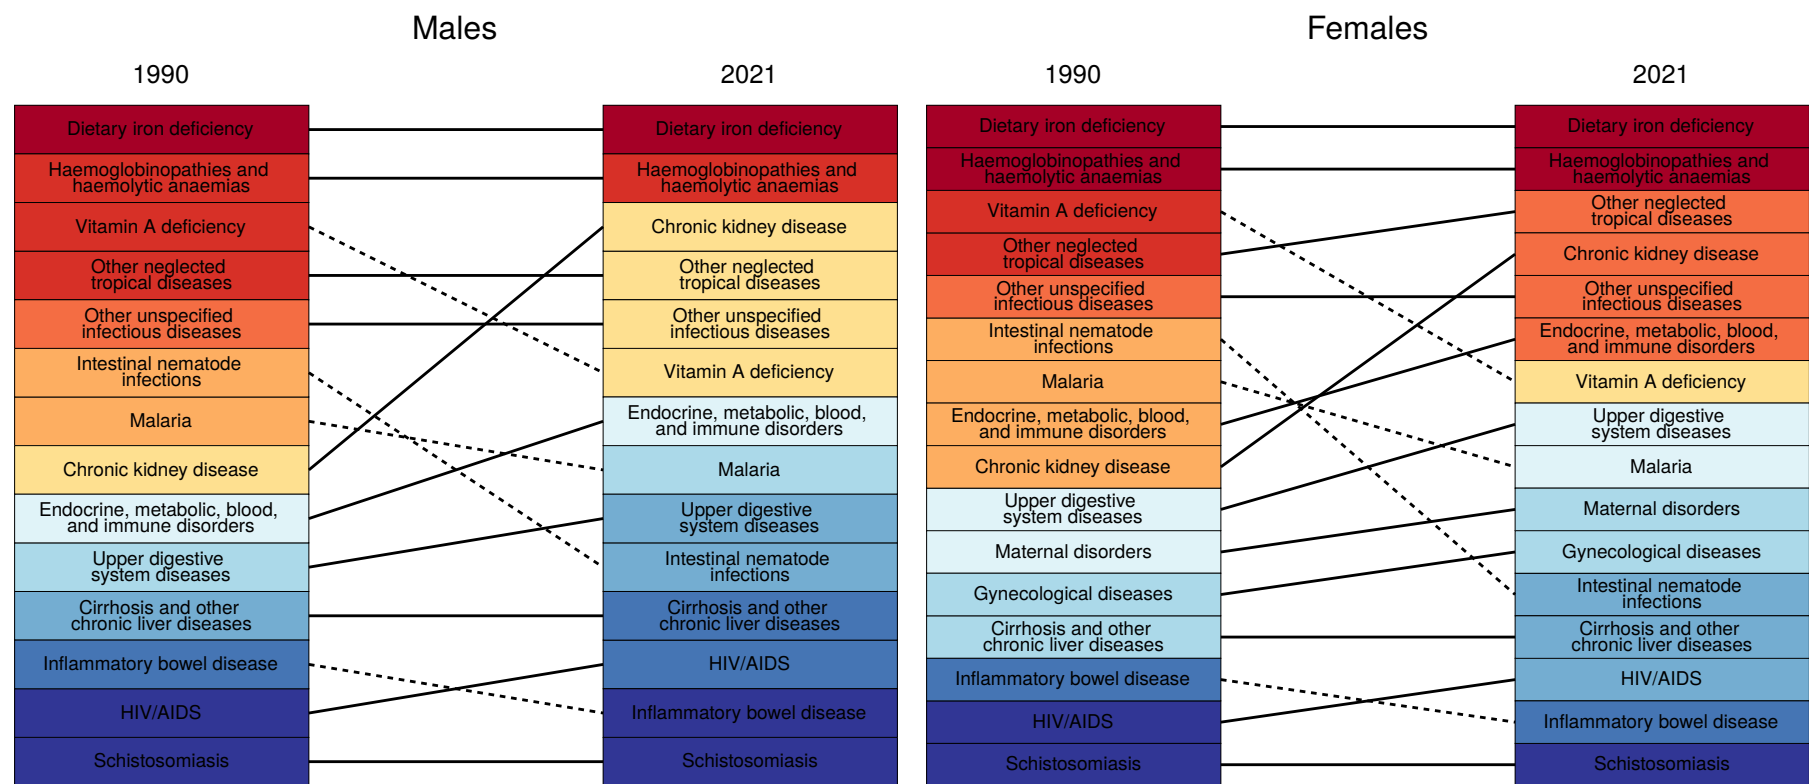 Males
1990
2021
Dietary iron deficiency
Haemoglobinopathies and
haemolytic anaemias
Vitamin A deficiency
Other neglected
tropical diseases
Other unspecified
infectious diseases
Intestinal nematode
infections
Malaria
Chronic kidney disease
Endocrine, metabolic, blood,
and immune disorders
Upper digestive
system diseases
Cirrhosis and other
chronic liver diseases
Inflammatory bowel disease
HIV/AIDS
Schistosomiasis
Dietary iron deficiency
Haemoglobinopathies and
haemolytic anaemias
Chronic kidney disease
Other neglected
tropical diseases
Other unspecified
infectious diseases
Vitamin A deficiency
Endocrine, metabolic, blood,
and immune disorders
Malaria
Upper digestive
system diseases
Intestinal nematode
infections
Cirrhosis and other
chronic liver diseases
HIV/AIDS
Inflammatory bowel disease
Schistosomiasis
Females
1990
2021
Dietary iron deficiency
Haemoglobinopathies and
haemolytic anaemias
Vitamin A deficiency
Other neglected
tropical diseases
Other unspecified
infectious diseases
Intestinal nematode
infections
Malaria
Endocrine, metabolic, blood,
and immune disorders
Chronic kidney disease
Upper digestive
system diseases
Maternal disorders
Gynecological diseases
Cirrhosis and other
chronic liver diseases
Inflammatory bowel disease
HIV/AIDS
Schistosomiasis
Dietary iron deficiency
Haemoglobinopathies and
haemolytic anaemias
Other neglected
tropical diseases
Chronic kidney disease
Other unspecified
infectious diseases
Endocrine, metabolic, blood,
and immune disorders
Vitamin A deficiency
Upper digestive
system diseases
Malaria
Maternal disorders
Gynecological diseases
Intestinal nematode
infections
Cirrhosis and other
chronic liver diseases
HIV/AIDS
Inflammatory bowel disease
Schistosomiasis